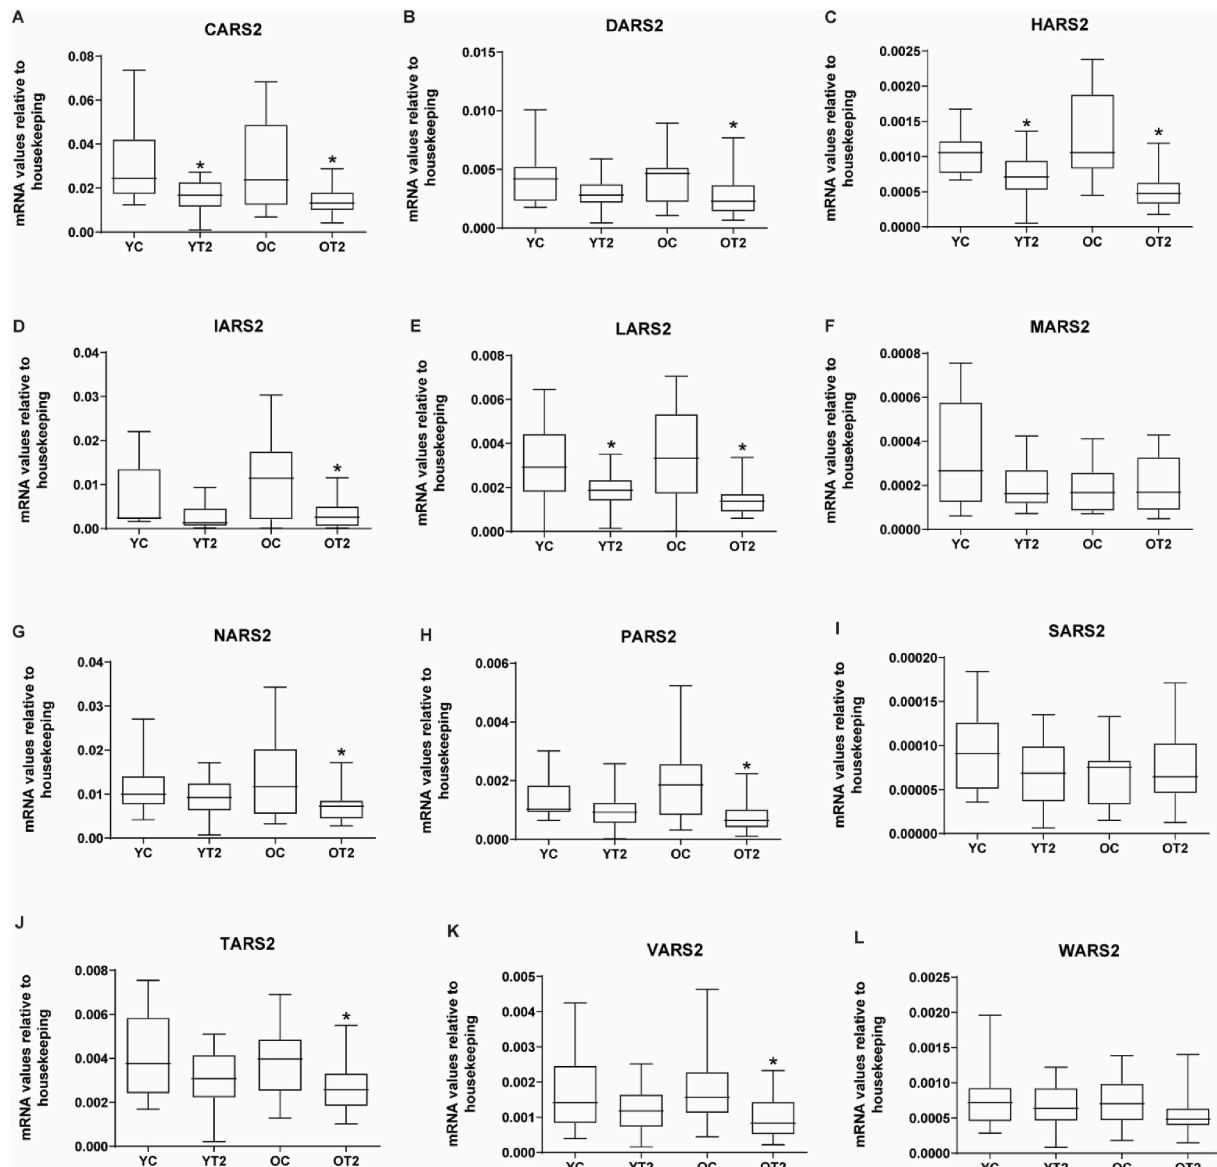 A
CARS2
mRNA values relative to
housekeeping
0.08
0.06
0.04
0.02
0.00
*
*
YC YT2 OC OT2
B
DARS2
mRNA values relative to
housekeeping
0.015
0.010
0.005
0.000
*
YC YT2 OC OT2
C
HARS2
mRNA values relative to
housekeeping
0.0025
0.0020
0.0015
0.0010
0.0005
0.0000
*
*
YC YT2 OC OT2
D
IARS2
mRNA values relative to
housekeeping
0.04
0.03
0.02
0.01
0.00
*
YC YT2 OC OT2
E
LARS2
mRNA values relative to
housekeeping
0.008
0.006
0.004
0.002
0.000
*
*
YC YT2 OC OT2
F
MARS2
mRNA values relative to
housekeeping
0.0008
0.0006
0.0004
0.0002
0.0000
YC YT2 OC OT2
G
NARS2
mRNA values relative to
housekeeping
0.04
0.03
0.02
0.01
0.00
*
YC YT2 OC OT2
H
PARS2
mRNA values relative to
housekeeping
0.006
0.004
0.002
0.000
*
YC YT2 OC OT2
I
SARS2
mRNA values relative to
housekeeping
0.00020
0.00015
0.00010
0.00005
0.00000
YC YT2 OC OT2
J
TARS2
mRNA values relative to
housekeeping
0.008
0.006
0.004
0.002
0.000
*
YC YT2 OC OT2
K
VARS2
mRNA values relative to
housekeeping
0.005
0.004
0.003
0.002
0.001
0.000
*
YC YT2 OC OT2
L
WARS2
mRNA values relative to
housekeeping
0.0025
0.0020
0.0015
0.0010
0.0005
0.0000
YC YT2 OC OT2